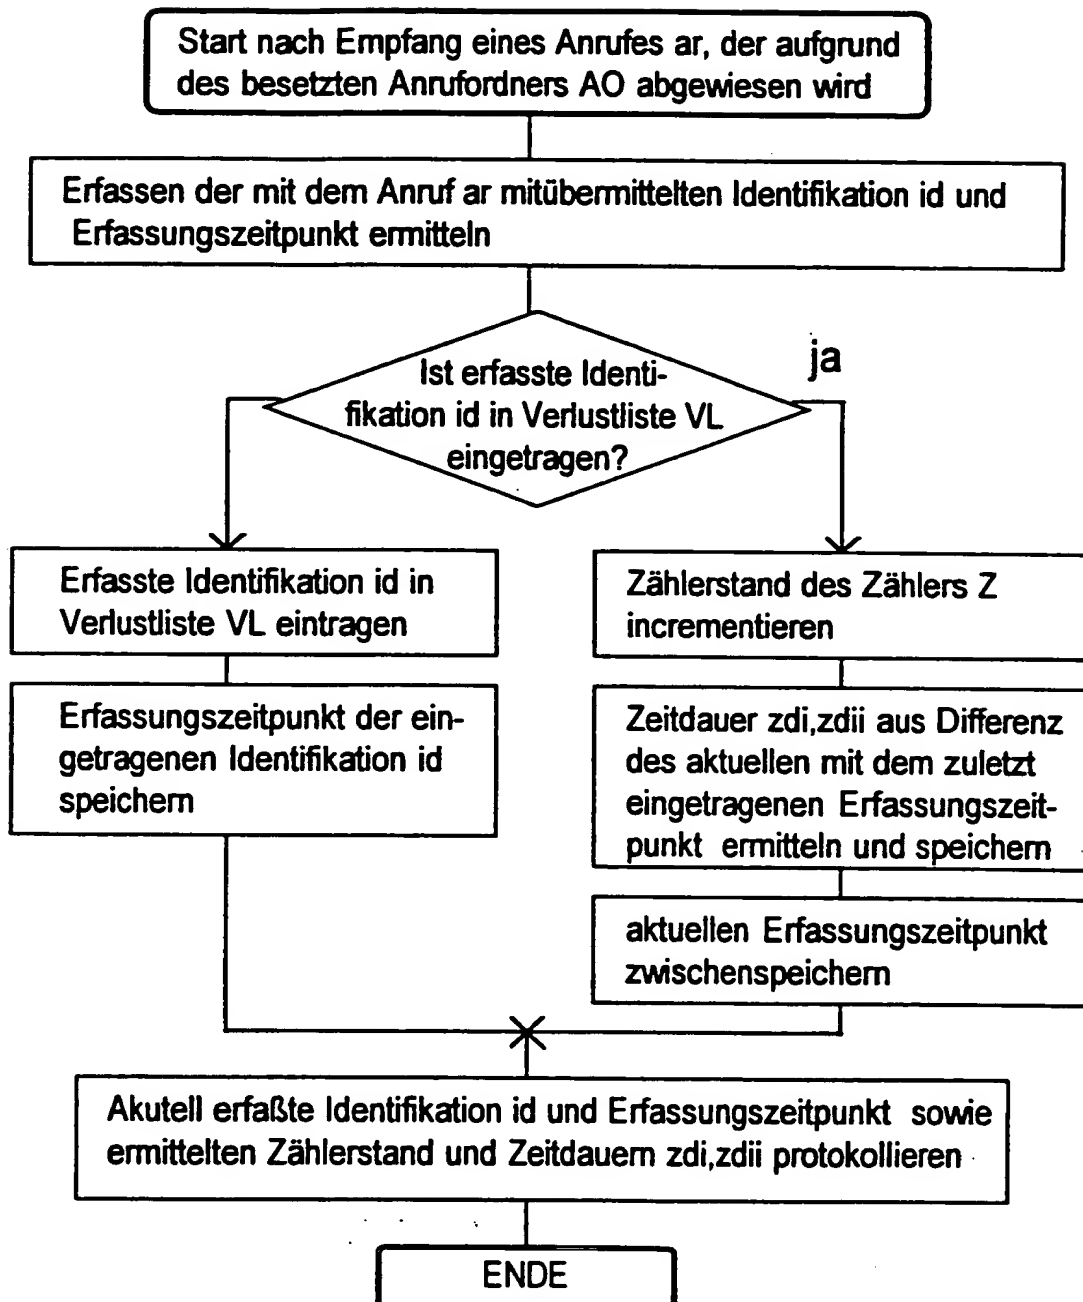 Start nach Empfang eines Anrufes ar, der aufgrund
des besetzten Anrufordners AO abgewiesen wird
Erfassen der mit dem Anruf ar mitübermittelten Identifikation id und
Erfassungszeitpunkt ermitteln
Ist erfasste Identi-
fikation id in Verlustliste VL
eingetragen?
ja
Erfasste Identifikation id in
Verlustliste VL eintragen
Erfassungszeitpunkt der ein-
getragenen Identifikation id
speichern
Zählerstand des Zählers Z
incrementieren
Zeitdauer zdi,zdii aus Differenz
des aktuellen mit dem zuletzt
eingetragenen Erfassungszeit-
punkt ermitteln und speichern
aktuellen Erfassungszeitpunkt
zwischenspeichern
Akutell erfaßte Identifikation id und Erfassungszeitpunkt sowie
ermittelten Zählerstand und Zeitdauern zdi,zdii protokollieren
ENDE